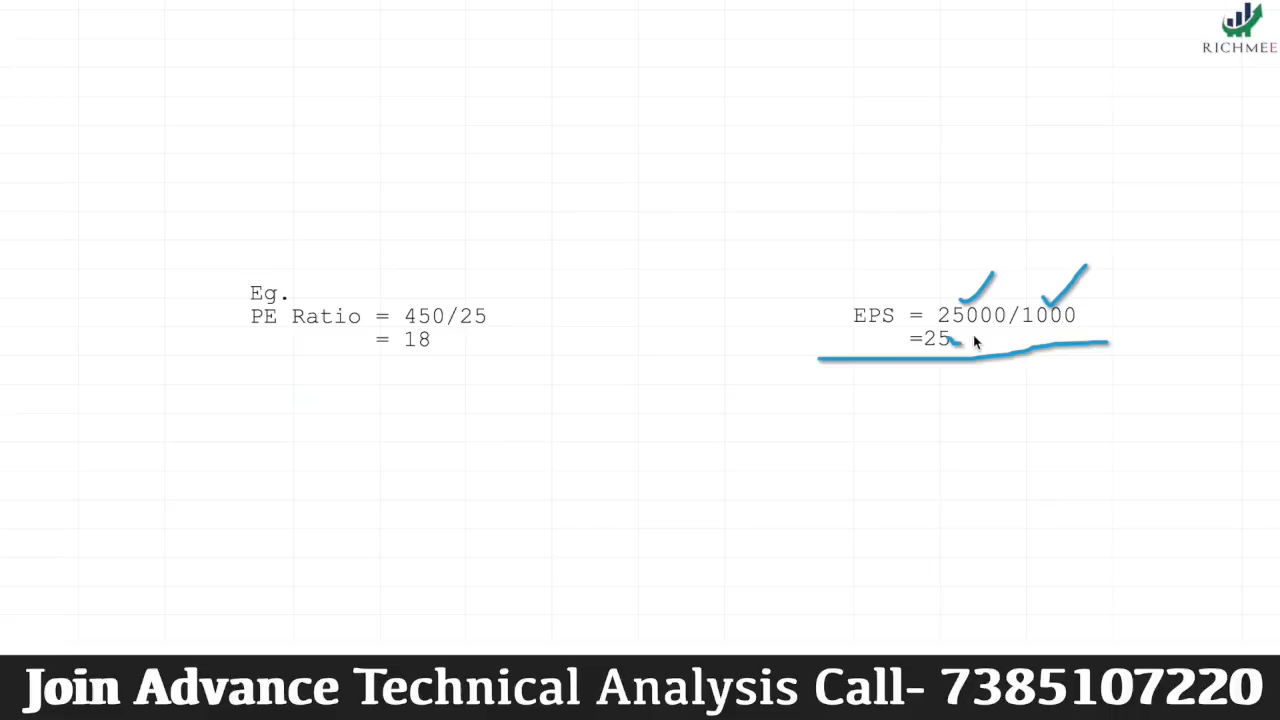 RICHMEE
Eg.
PE Ratio = 450/25
= 18
EPS = 25000/1000
=25
Join Advance Technical Analysis Call- 7385107220